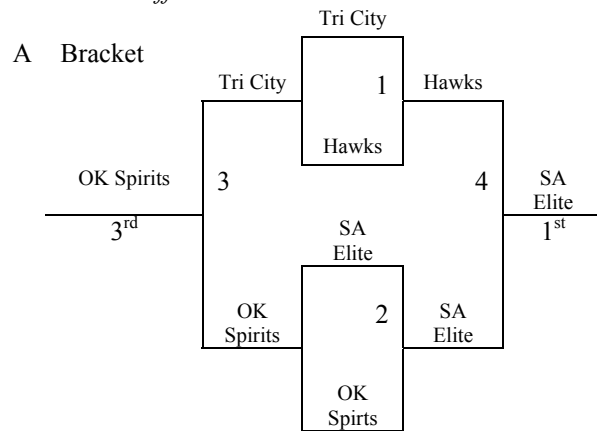 Tri City
A Bracket
Tri City
1
Hawks
Hawks
OK Spirits
3
4
SA
Elite
3rd
1st
SA
Elite
OK
Spirits
2
SA
Elite
OK
Spirts